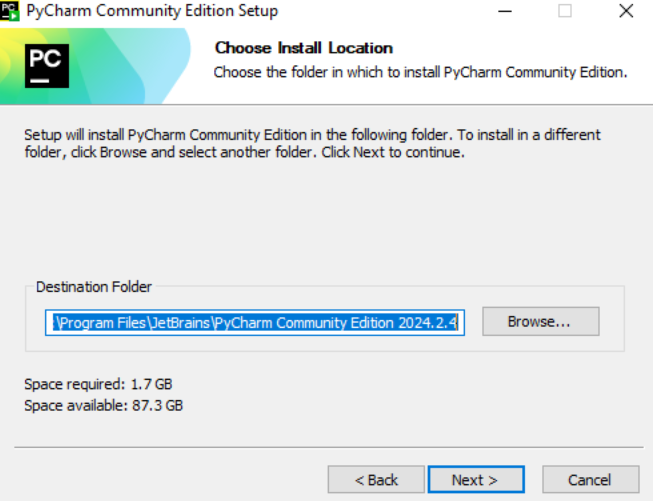 PyCharm Community Edition Setup
PC
Choose Install Location
Choose the folder in which to install PyCharm Community Edition.
Setup will install PyCharm Community Edition in the following folder. To install in a different
folder, click Browse and select another folder. Click Next to continue.
Destination Folder
:\Program Files\JetBrains\PyCharm Community Edition 2024.2.4
Browse...
Space required: 1.7 GB
Space available: 87.3 GB
< Back
Next >
Cancel